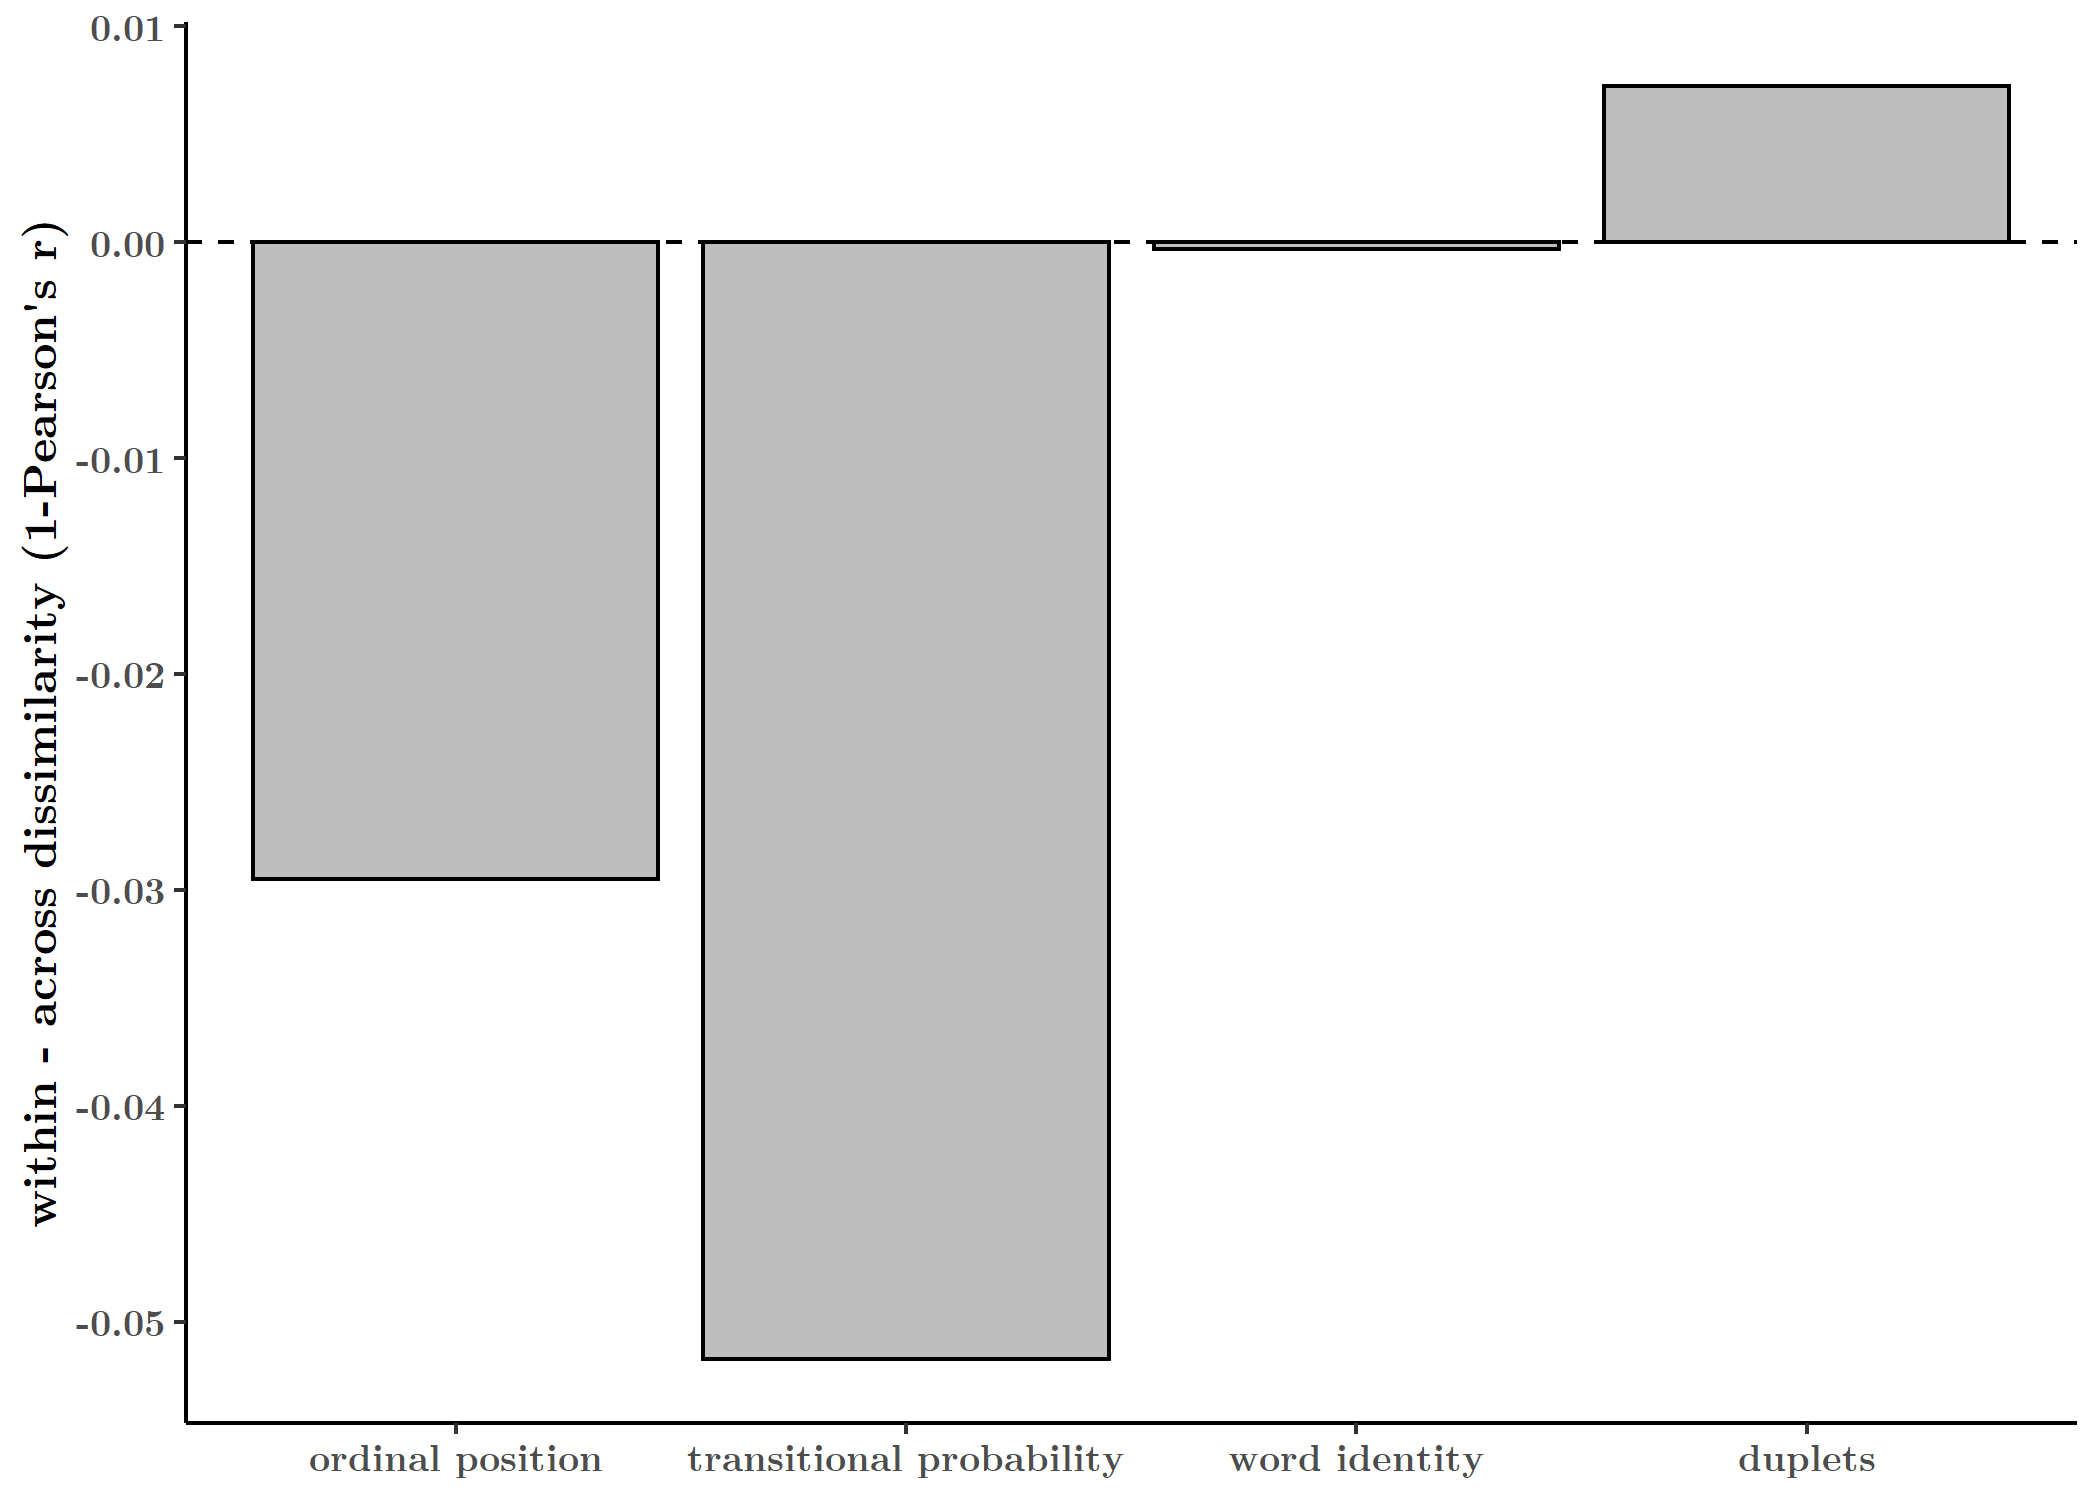 within - across dissimilarity (1-Pearson's r)
0.01
0.00
-0.01
-0.02
-0.03
-0.04
-0.05
ordinal position
transitional probability
word identity
duplets